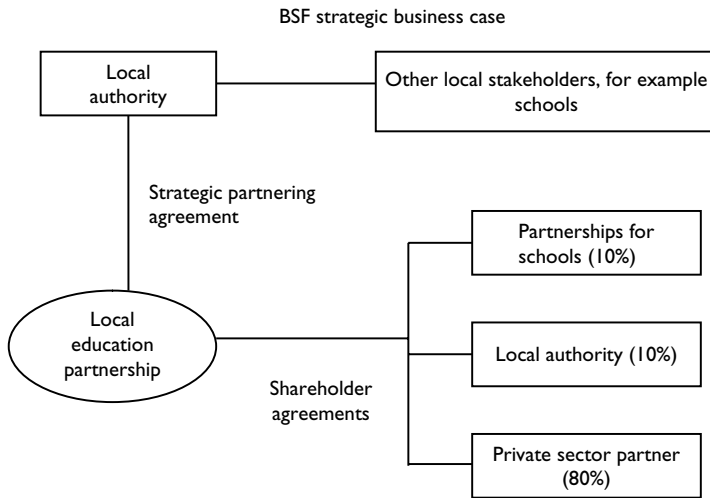 BSF strategic business case
Local
authority
Other local stakeholders, for example
schools
Strategic partnering
agreement
Partnerships for
schools (10%)
Local
education
partnership
Local authority (10%)
Shareholder
agreements
Private sector partner
(80%)